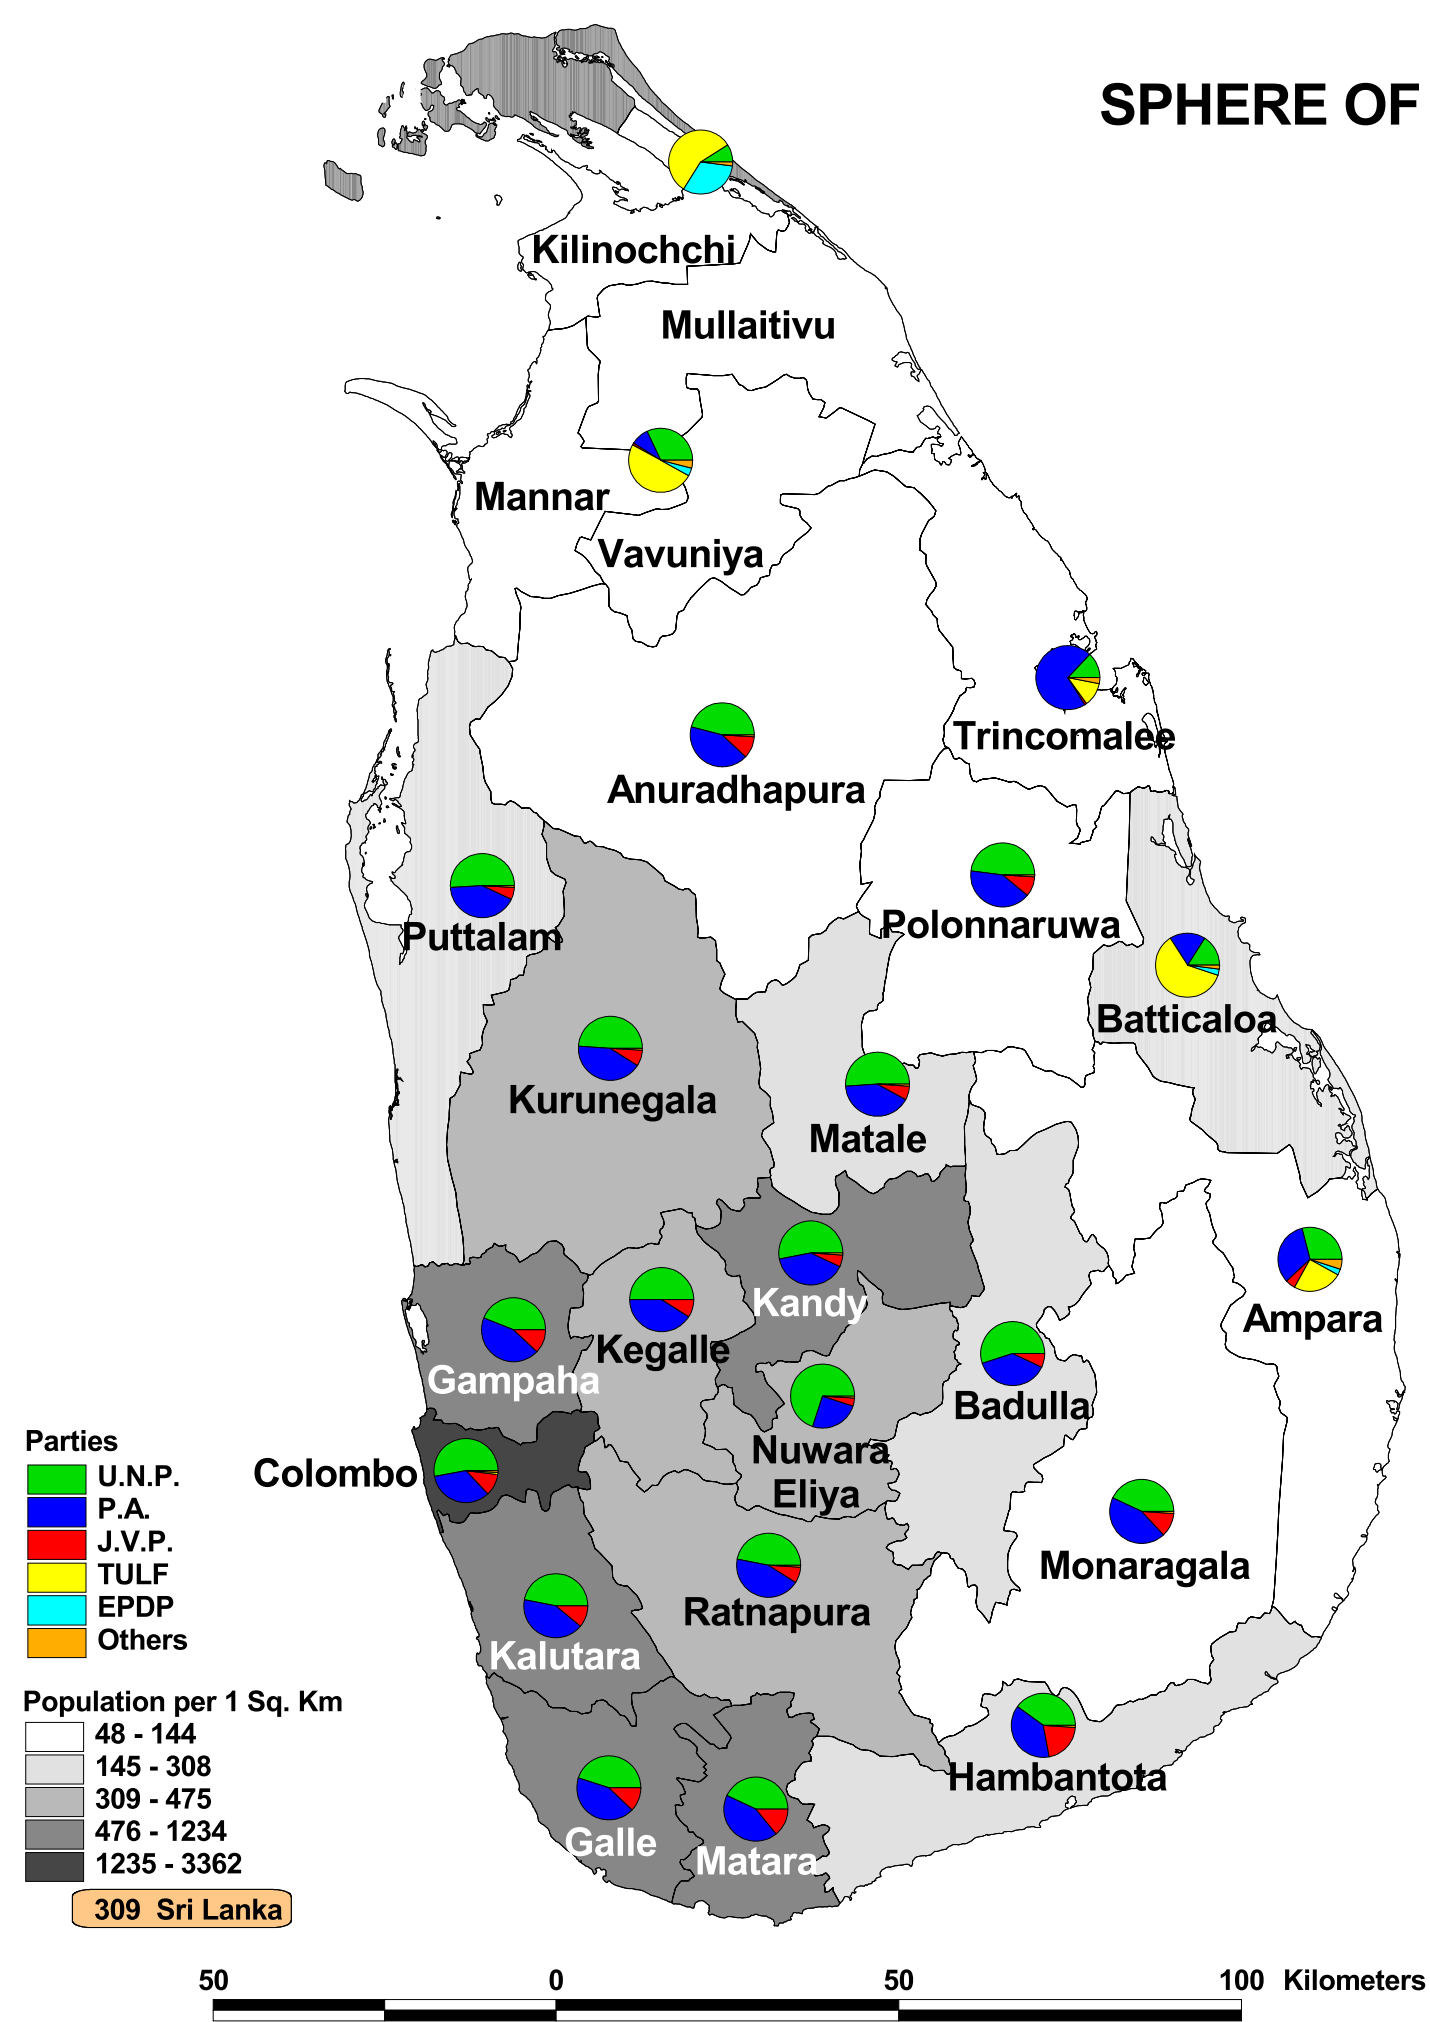 SPHERE OF
Kilinochchi
Mullaitivu
Mannar
Vavuniya
Trincomalee
Anuradhapura
Puttalam
Polonnaruwa
Batticaloa
Kurunegala
Matale
Kandy
Ampara
Kegalle
Gampaha
Badulla
Nuwara
Eliya
Colombo
Monaragala
Ratnapura
Kalutara
Hambantota
Galle
Matara
Parties
U.N.P.
P.A.
J.V.P.
TULF
EPDP
Others
Population per 1 Sq. Km
48 - 144
145 - 308
309 - 475
476 - 1234
1235 - 3362
309 Sri Lanka
50 0 50 100 Kilometers